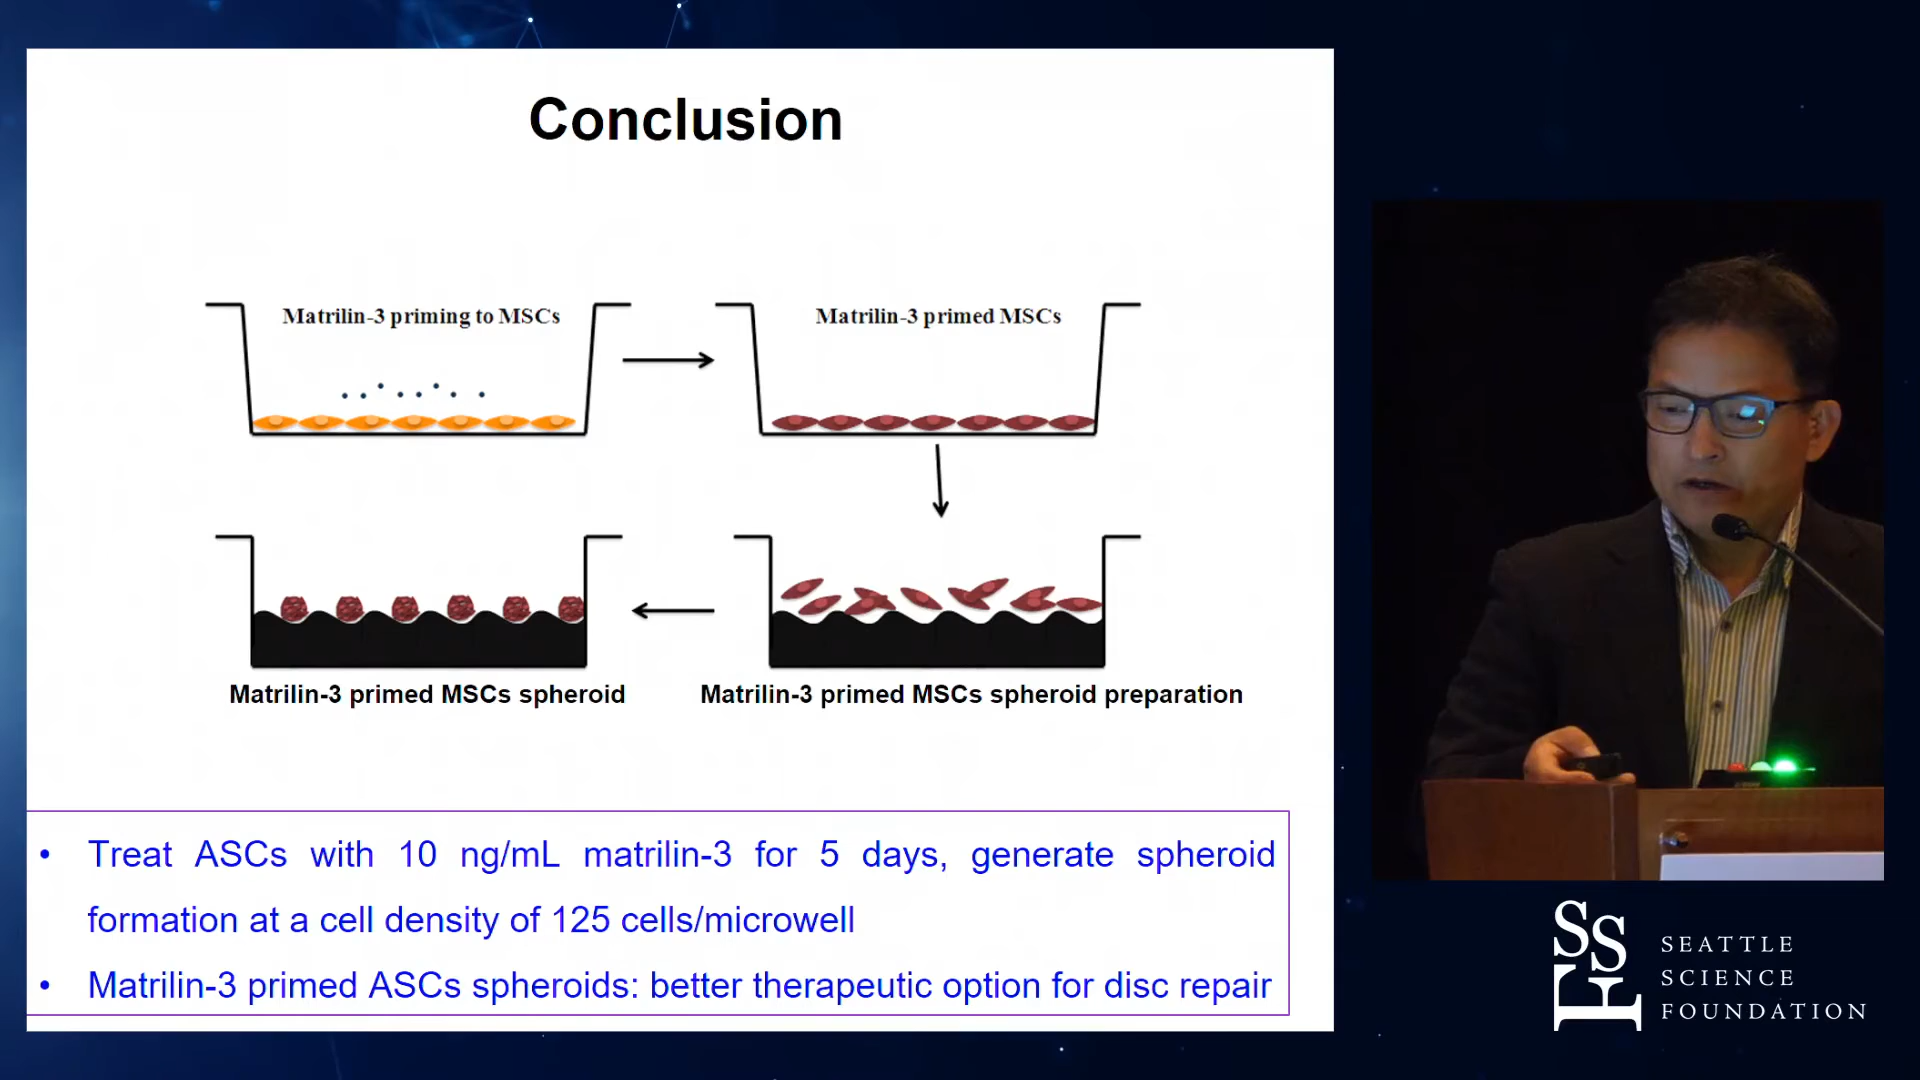 Conclusion
Matrilin-3 priming to MSCs
Matrilin-3 primed MSCs
Matrilin-3 primed MSCs spheroid
Matrilin-3 primed MSCs spheroid preparation
• Treat ASCs with 10 ng/mL matrilin-3 for 5 days, generate spheroid
formation at a cell density of 125 cells/microwell
• Matrilin-3 primed ASCs spheroids: better therapeutic option for disc repair
SSF
SEATTLE
SCIENCE
FOUNDATION